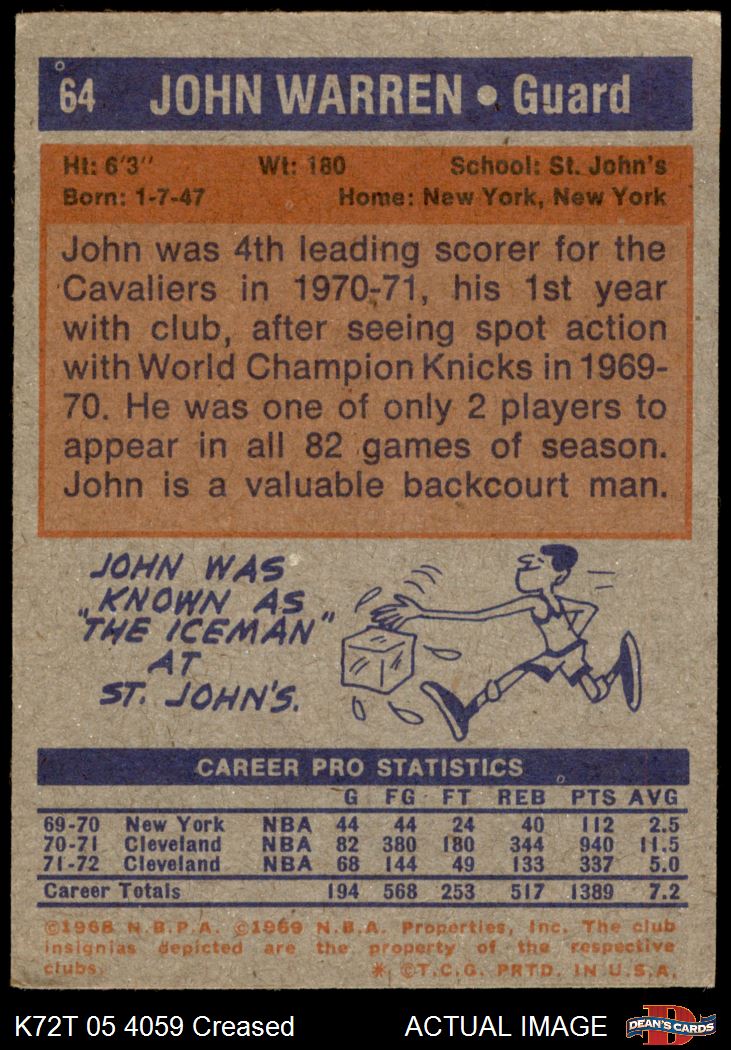 64 JOHN WARREN • Guard
Ht: 6'3" Wt: 180 School: St. John's
Born: 1-7-47 Home: New York, New York
John was 4th leading scorer for the
Cavaliers in 1970-71, his 1st year
with club, after seeing spot action
with World Champion Knicks in 1969-
70. He was one of only 2 players to
appear in all 82 games of season.
John is a valuable backcourt man.
JOHN WAS
KNOWN AS
"THE ICEMAN"
AT
ST. JOHN'S.
CAREER PRO STATISTICS
G FG FT REB PTS AVG
69-70 New York NBA 44 44 24 40 112 2.5
70-71 Cleveland NBA 82 380 180 344 940 11.5
71-72 Cleveland NBA 68 144 49 133 337 5.0
Career Totals 194 568 253 517 1389 7.2
©1968 N.B.P.A. ©1969 N.B.A. Properties, Inc. The club
insignias depicted are the property of the respective
clubs. * ©T.C.G. PRTD. IN U.S.A.
K72T 05 4059 Creased ACTUAL IMAGE DEAN'S CARDS